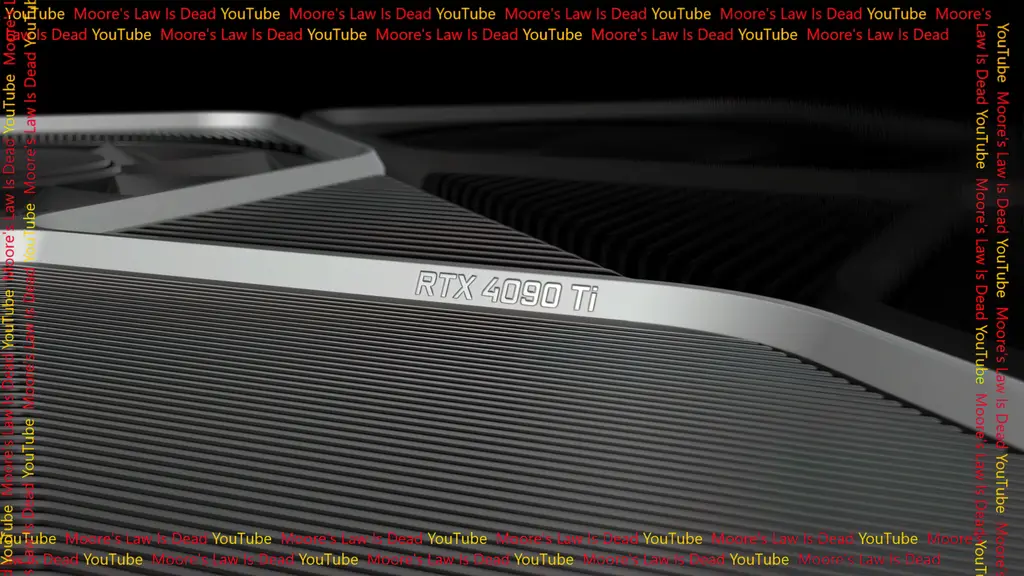 YouTube Moore's Law Is Dead YouTube Moore's Law Is Dead YouTube Moore's Law Is Dead YouTube Moore's Law Is Dead YouTube Moore's
Law Is Dead YouTube Moore's Law Is Dead YouTube Moore's Law Is Dead YouTube Moore's Law Is Dead YouTube Moore's Law Is Dead
YouTube Moore's Law Is Dead YouTube Moore's Law Is Dead YouTube Moore's
Is Dead YouTube Moore's Law Is Dead YouTube Moore's Law Is Dead YouTube
RTX 4090 Ti
YouTube Moore's Law Is Dead YouTube Moore's Law Is Dead YouTube Moore's
Law Is Dead YouTube Moore's Law Is Dead YouTube Moore's Law Is Dead YouT
YouTube Moore's Law Is Dead YouTube Moore's Law Is Dead YouTube Moore's Law Is Dead YouTube Moore's Law Is Dead YouTube Moore's
Dead YouTube Moore's Law Is Dead YouTube Moore's Law Is Dead YouTube Moore's Law Is Dead YouTube Moore's Law Is Dead